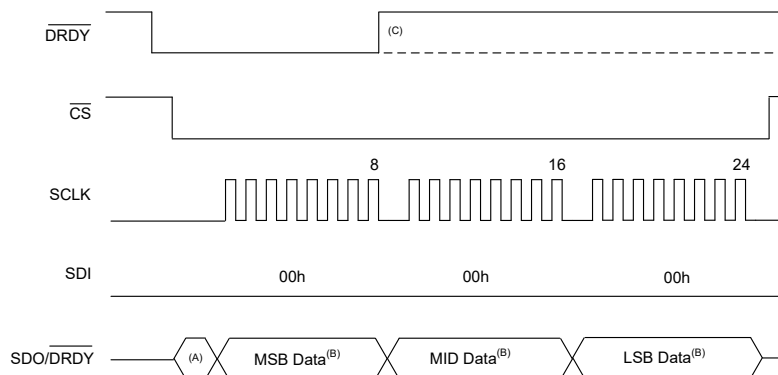 DRDY
(C)
CS
8
16
24
SCLK
SDI
00h
00h
00h
SDO/DRDY
(A)
MSB Data(B)
MID Data(B)
LSB Data(B)